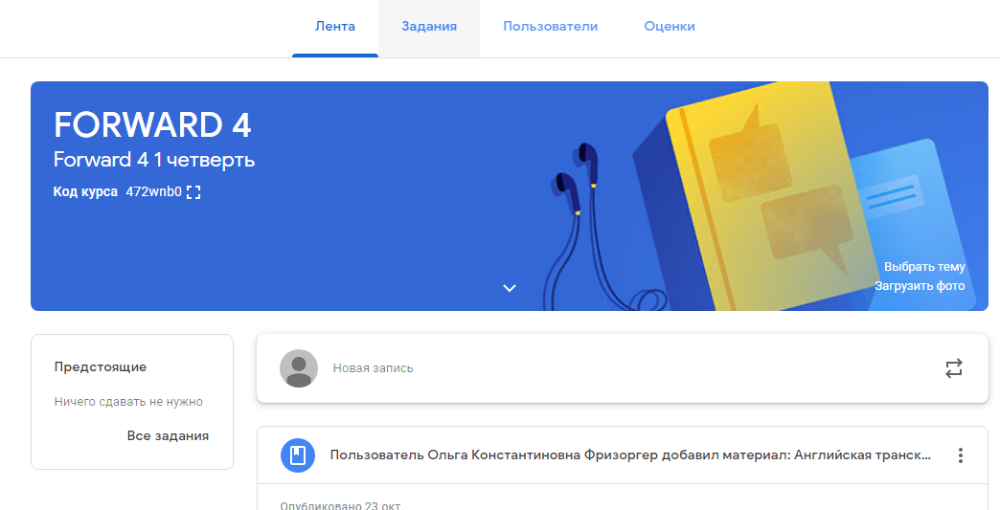 Лента Задания Пользователи Оценки
FORWARD 4
Forward 4 1 четверть
Код курса 472wnb0
Выбрать тему
Загрузить фото
Предстоящие
Ничего сдавать не нужно
Все задания
Новая запись
Пользователь Ольга Константиновна Фризоргер добавил материал: Английская транск...
Опубликовано 23 окт